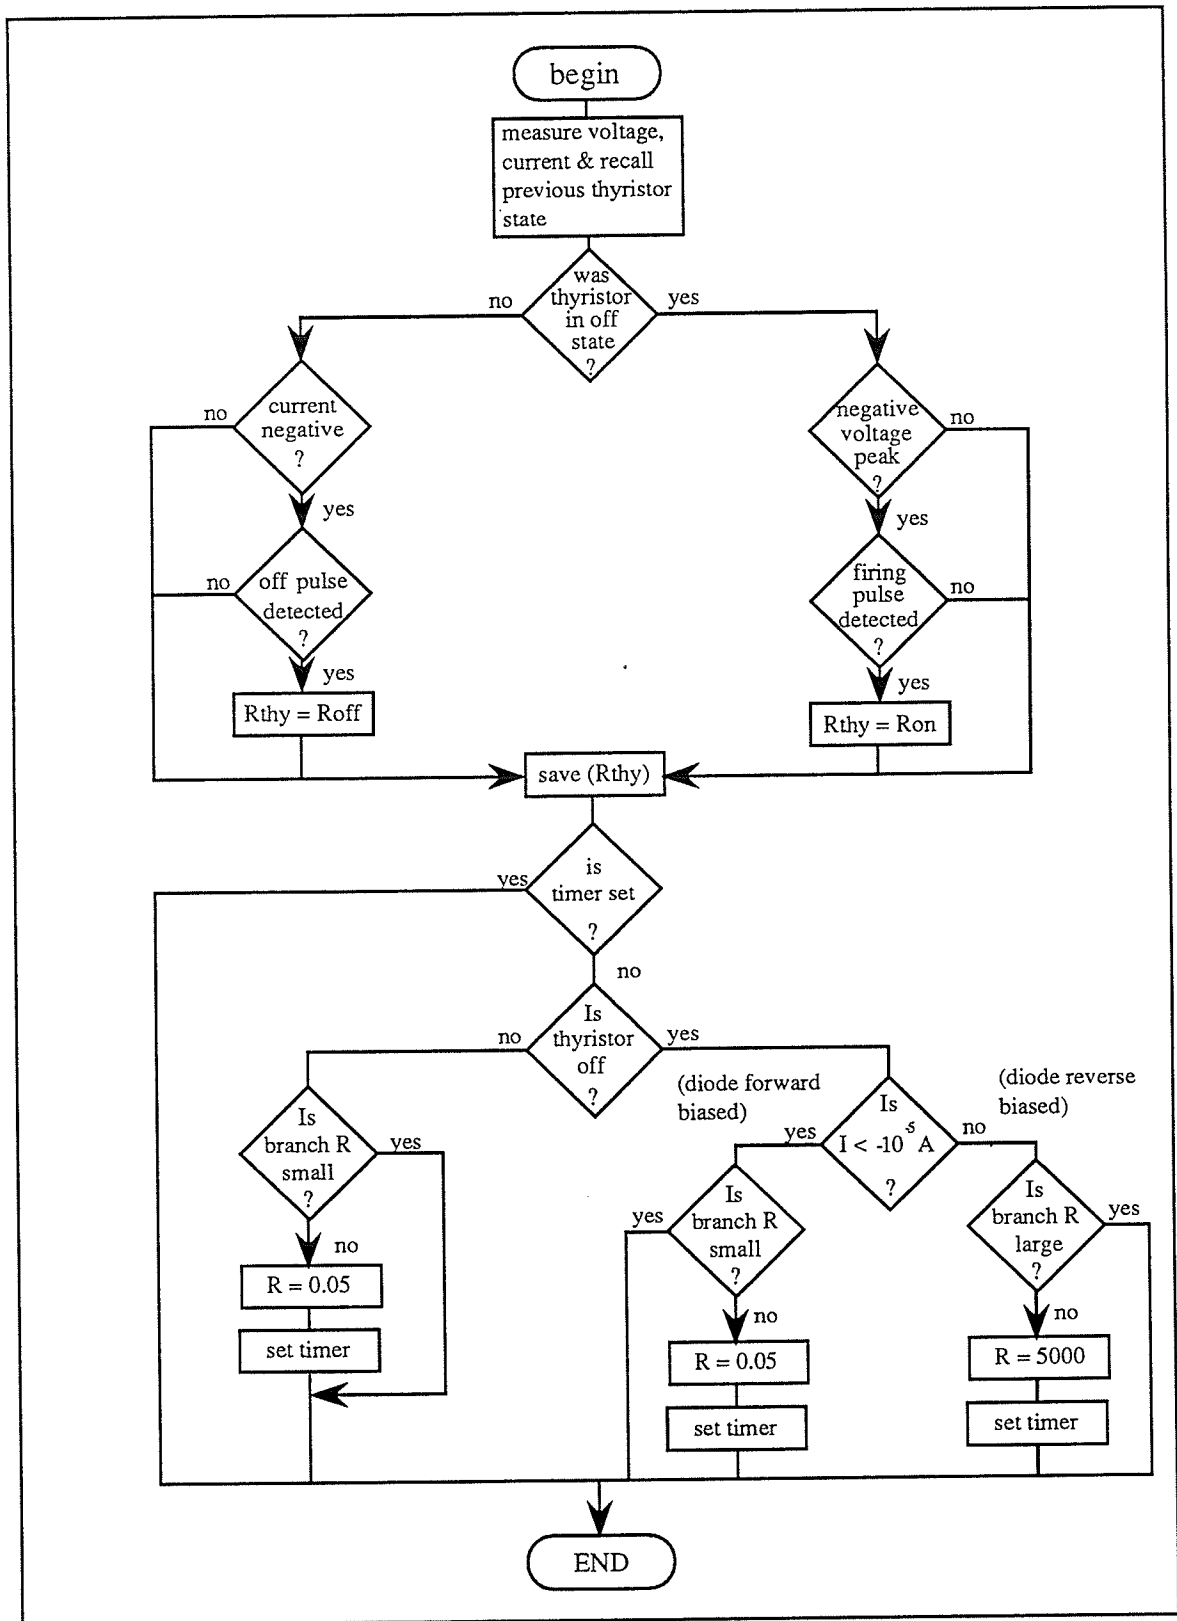 begin
measure voltage,
current & recall
previous thyristor
state
was
thyristor
in off
state
?
no
yes
current
negative
?
no
yes
negative
voltage
peak
?
no
yes
off pulse
detected
?
no
yes
firing
pulse
detected
?
no
yes
Rthy = Roff
Rthy = Ron
save (Rthy)
is
timer set
?
yes
no
Is
thyristor
off
?
no
yes
(diode forward
biased)
(diode reverse
biased)
Is
I < -10⁻⁵ A
?
yes
no
Is
branch R
small
?
yes
no
R = 0.05
set timer
Is
branch R
small
?
yes
no
R = 0.05
set timer
Is
branch R
large
?
yes
no
R = 5000
set timer
END